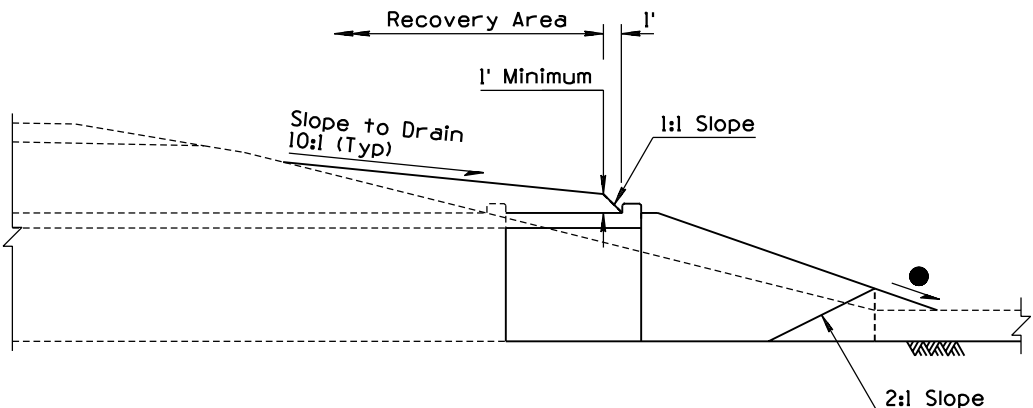 Recovery Area
1'
1' Minimum
Slope to Drain
10:1 (Typ)
1:1 Slope
2:1 Slope